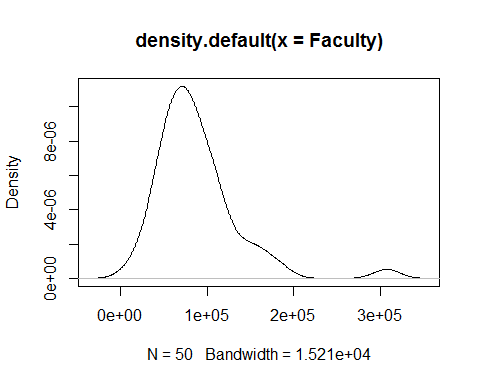 density.default(x = Faculty)
Density
8e-06
4e-06
0e+00
0e+00 1e+05 2e+05 3e+05
N = 50 Bandwidth = 1.521e+04